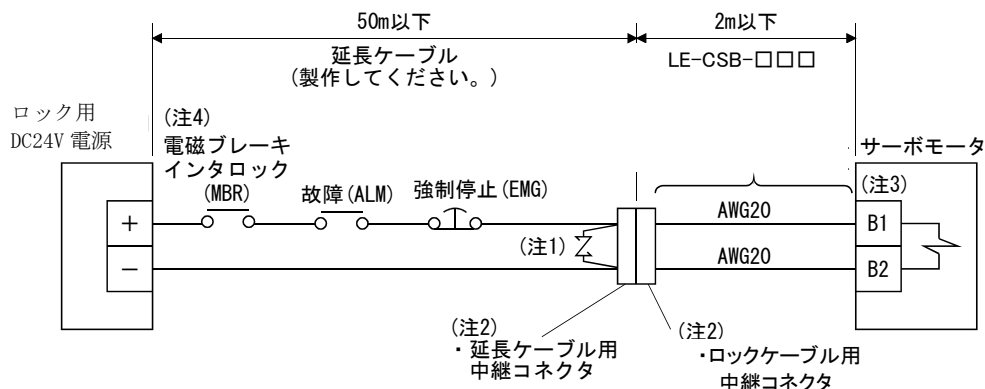 50m以下
2m以下
延長ケーブル
(製作してください。)
LE-CSB-□□□
ロック用
DC24V 電源
(注4)
電磁ブレーキ
インタロック
(MBR)
故障(ALM)
強制停止(EMG)
サーボモータ
(注3)
+
−
(注1)
AWG20
AWG20
B1
B2
(注2)
・延長ケーブル用
中継コネクタ
(注2)
・ロックケーブル用
中継コネクタ